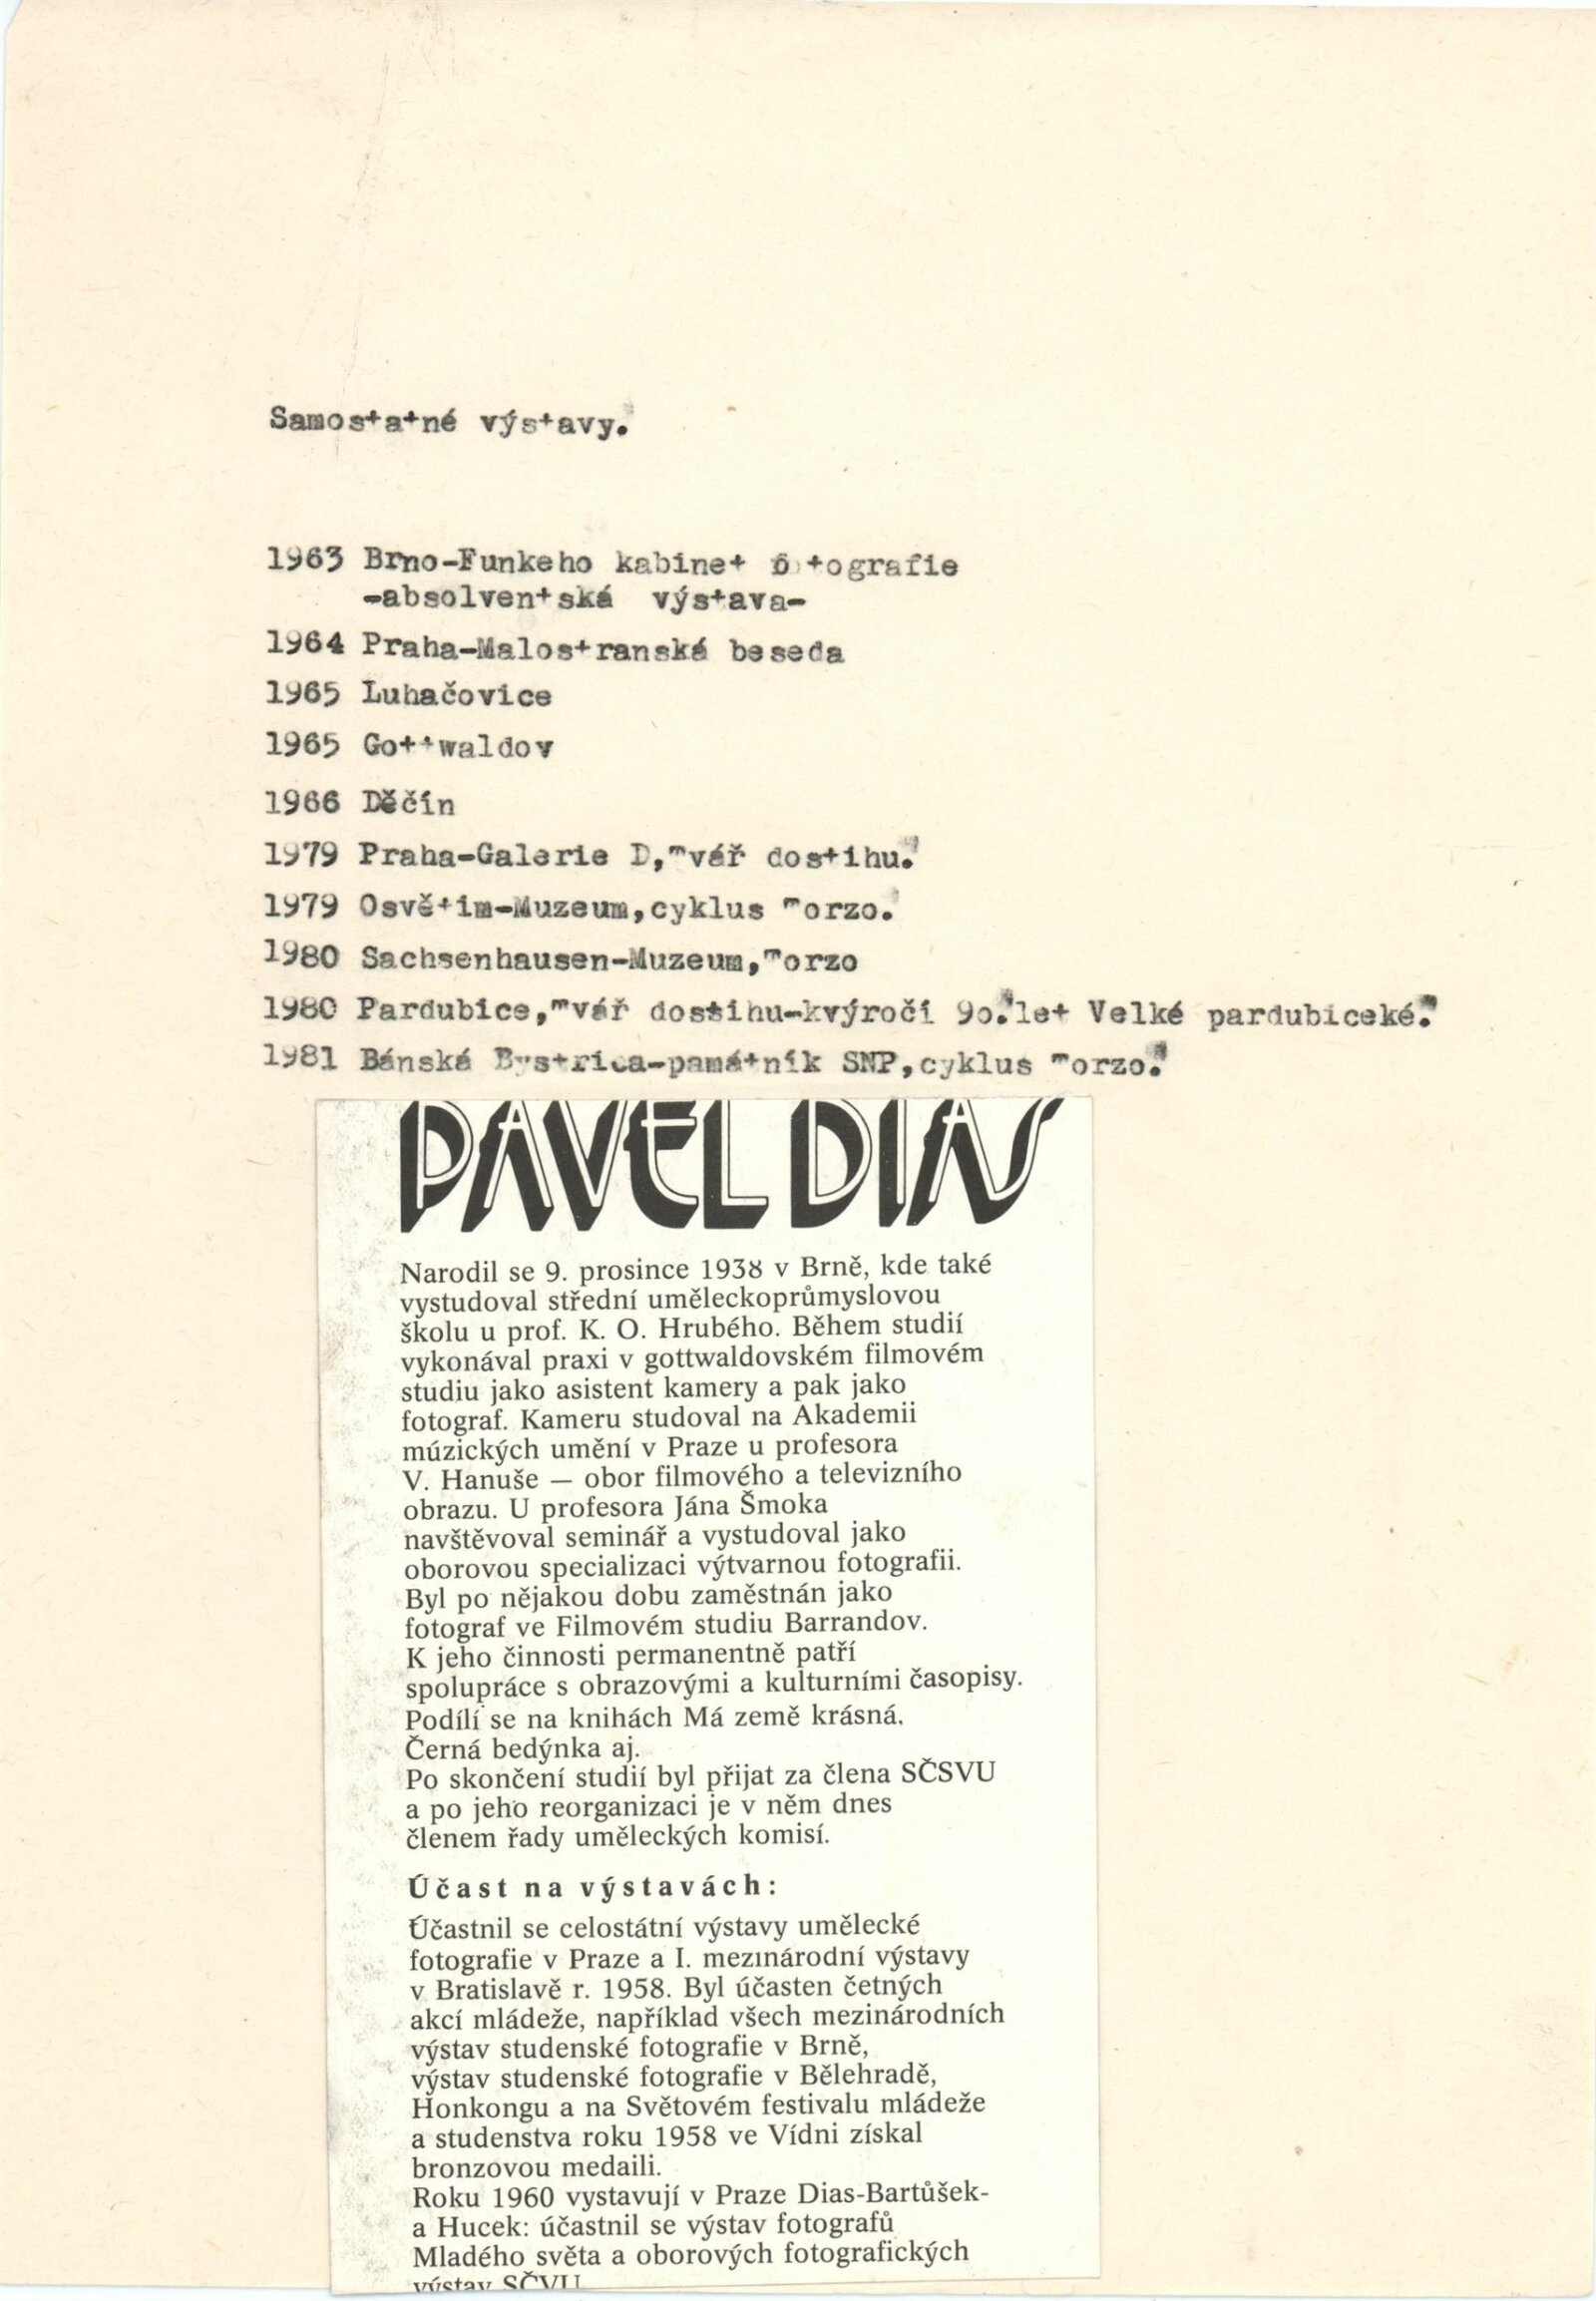 Samostatné výstavy.
1963 Brno-Funkeho kabinet fotografie
-absolventská výstava-
1964 Praha-Malostranská beseda
1965 Luhačovice
1965 Gottwaldov
1966 Děčín
1979 Praha-Galerie D,Tvář dostihu.
1979 Osvětim-Muzeum,cyklus Torzo.
1980 Sachsenhausen-Muzeum,Torzo
1980 Pardubice,Tvář dostihu-kvýročí 9o.let Velké pardubiceké.
1981 Bánská Bystrica-památník SNP,cyklus Torzo.
PAVEL DIAS
Narodil se 9. prosince 1938 v Brně, kde také
vystudoval střední uměleckoprůmyslovou
školu u prof. K. O. Hrubého. Během studií
vykonával praxi v gottwaldovském filmovém
studiu jako asistent kamery a pak jako
fotograf. Kameru studoval na Akademii
múzických umění v Praze u profesora
V. Hanuše — obor filmového a televizního
obrazu. U profesora Jána Šmoka
navštěvoval seminář a vystudoval jako
oborovou specializaci výtvarnou fotografii.
Byl po nějakou dobu zaměstnán jako
fotograf ve Filmovém studiu Barrandov.
K jeho činnosti permanentně patří
spolupráce s obrazovými a kulturními časopisy.
Podílí se na knihách Má země krásná,
Černá bedýnka aj.
Po skončení studií byl přijat za člena SČSVU
a po jeho reorganizaci je v něm dnes
členem řady uměleckých komisí.
Účast na výstavách:
Účastnil se celostátní výstavy umělecké
fotografie v Praze a I. mezinárodní výstavy
v Bratislavě r. 1958. Byl účasten četných
akcí mládeže, například všech mezinárodních
výstav studenské fotografie v Brně,
výstav studenské fotografie v Bělehradě,
Honkongu a na Světovém festivalu mládeže
a studenstva roku 1958 ve Vídni získal
bronzovou medaili.
Roku 1960 vystavují v Praze Dias-Bartůšek-
a Hucek: účastnil se výstav fotografů
Mladého světa a oborových fotografických
výstav SČVU